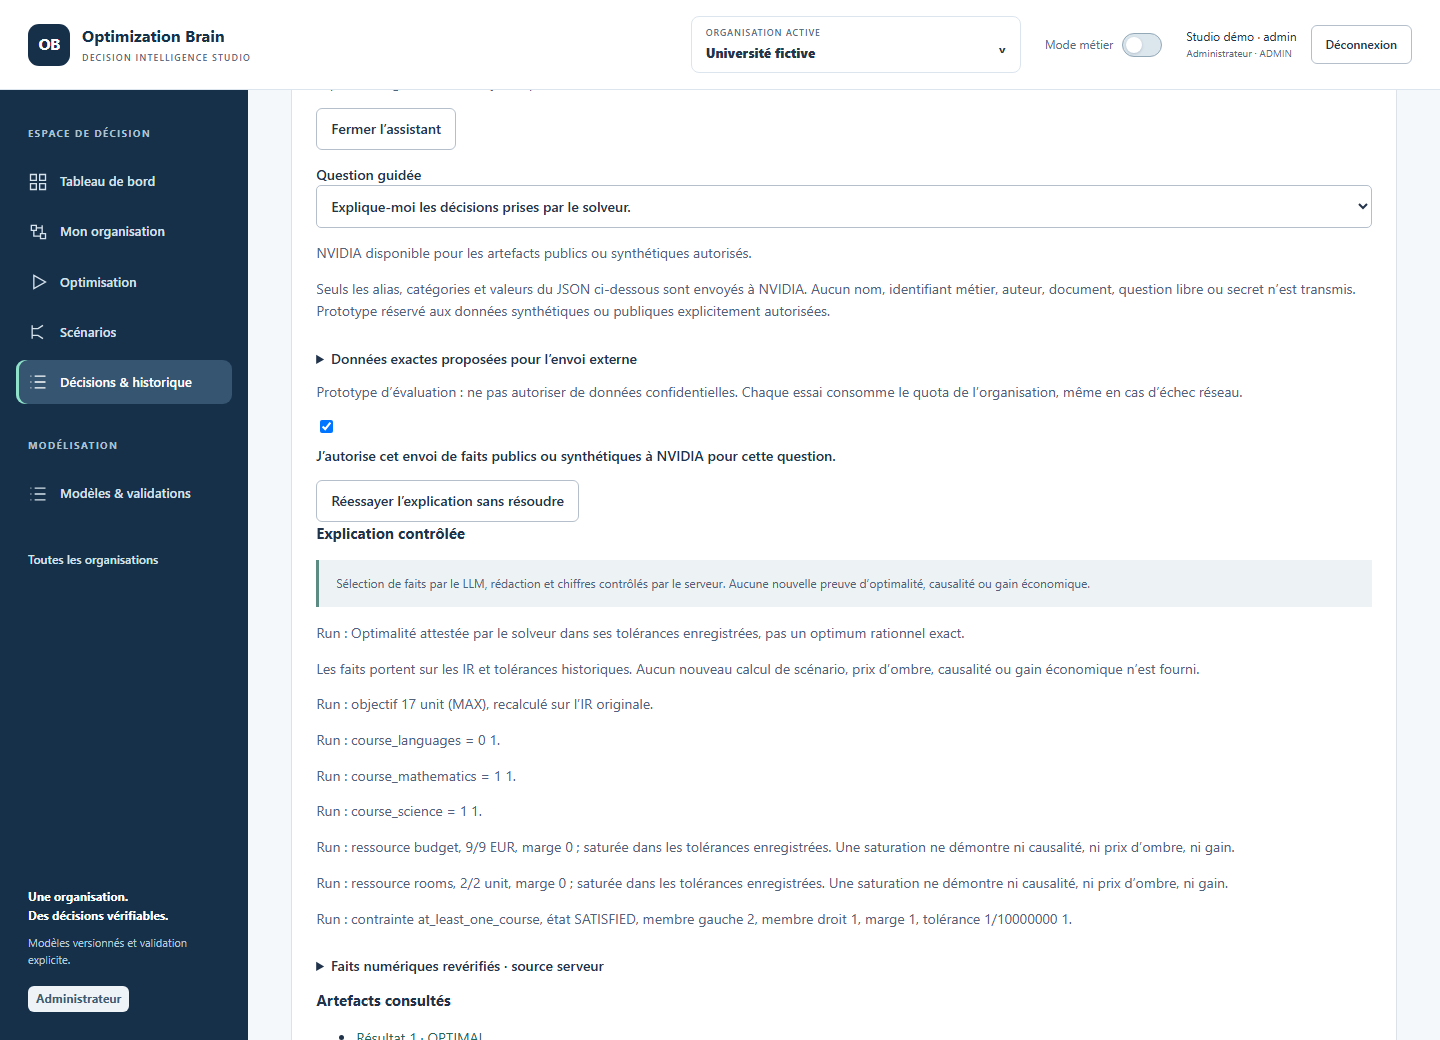 OB
Optimization Brain
DECISION INTELLIGENCE STUDIO
ORGANISATION ACTIVE
Université fictive
v
Mode métier
Studio démo · admin
Administrateur · ADMIN
Déconnexion
ESPACE DE DÉCISION
Tableau de bord
Mon organisation
Optimisation
Scénarios
Décisions & historique
MODÉLISATION
Modèles & validations
Toutes les organisations
Une organisation.
Des décisions vérifiables.
Modèles versionnés et validation
explicite.
Administrateur
Fermer l’assistant
Question guidée
Explique-moi les décisions prises par le solveur.
NVIDIA disponible pour les artefacts publics ou synthétiques autorisés.
Seuls les alias, catégories et valeurs du JSON ci-dessous sont envoyés à NVIDIA. Aucun nom, identifiant métier, auteur, document, question libre ou secret n’est transmis.
Prototype réservé aux données synthétiques ou publiques explicitement autorisées.
Données exactes proposées pour l’envoi externe
Prototype d’évaluation : ne pas autoriser de données confidentielles. Chaque essai consomme le quota de l’organisation, même en cas d’échec réseau.
J’autorise cet envoi de faits publics ou synthétiques à NVIDIA pour cette question.
Réessayer l’explication sans résoudre
Explication contrôlée
Sélection de faits par le LLM, rédaction et chiffres contrôlés par le serveur. Aucune nouvelle preuve d’optimalité, causalité ou gain économique.
Run : Optimalité attestée par le solveur dans ses tolérances enregistrées, pas un optimum rationnel exact.
Les faits portent sur les IR et tolérances historiques. Aucun nouveau calcul de scénario, prix d’ombre, causalité ou gain économique n’est fourni.
Run : objectif 17 unit (MAX), recalculé sur l’IR originale.
Run : course_languages = 0 1.
Run : course_mathematics = 1 1.
Run : course_science = 1 1.
Run : ressource budget, 9/9 EUR, marge 0 ; saturée dans les tolérances enregistrées. Une saturation ne démontre ni causalité, ni prix d’ombre, ni gain.
Run : ressource rooms, 2/2 unit, marge 0 ; saturée dans les tolérances enregistrées. Une saturation ne démontre ni causalité, ni prix d’ombre, ni gain.
Run : contrainte at_least_one_course, état SATISFIED, membre gauche 2, membre droit 1, marge 1, tolérance 1/10000000 1.
Faits numériques revérifiés · source serveur
Artefacts consultés
Résultat 1 · OPTIMAL